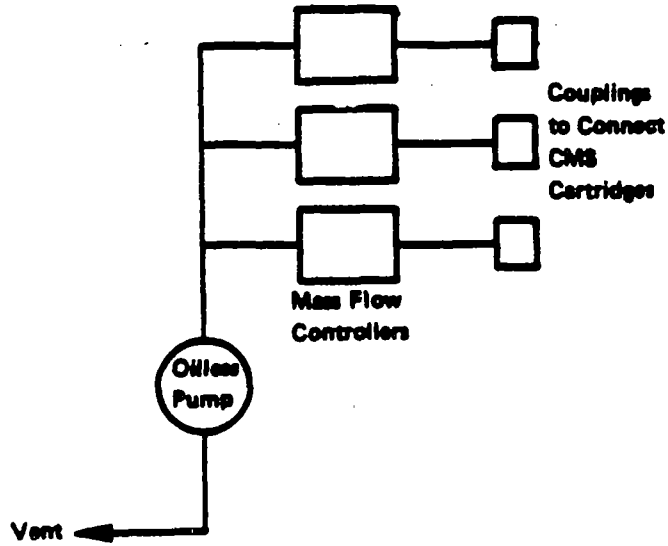 Couplings
to Connect
CMS
Cartridges
Mass Flow
Controllers
Oilless
Pump
Vent